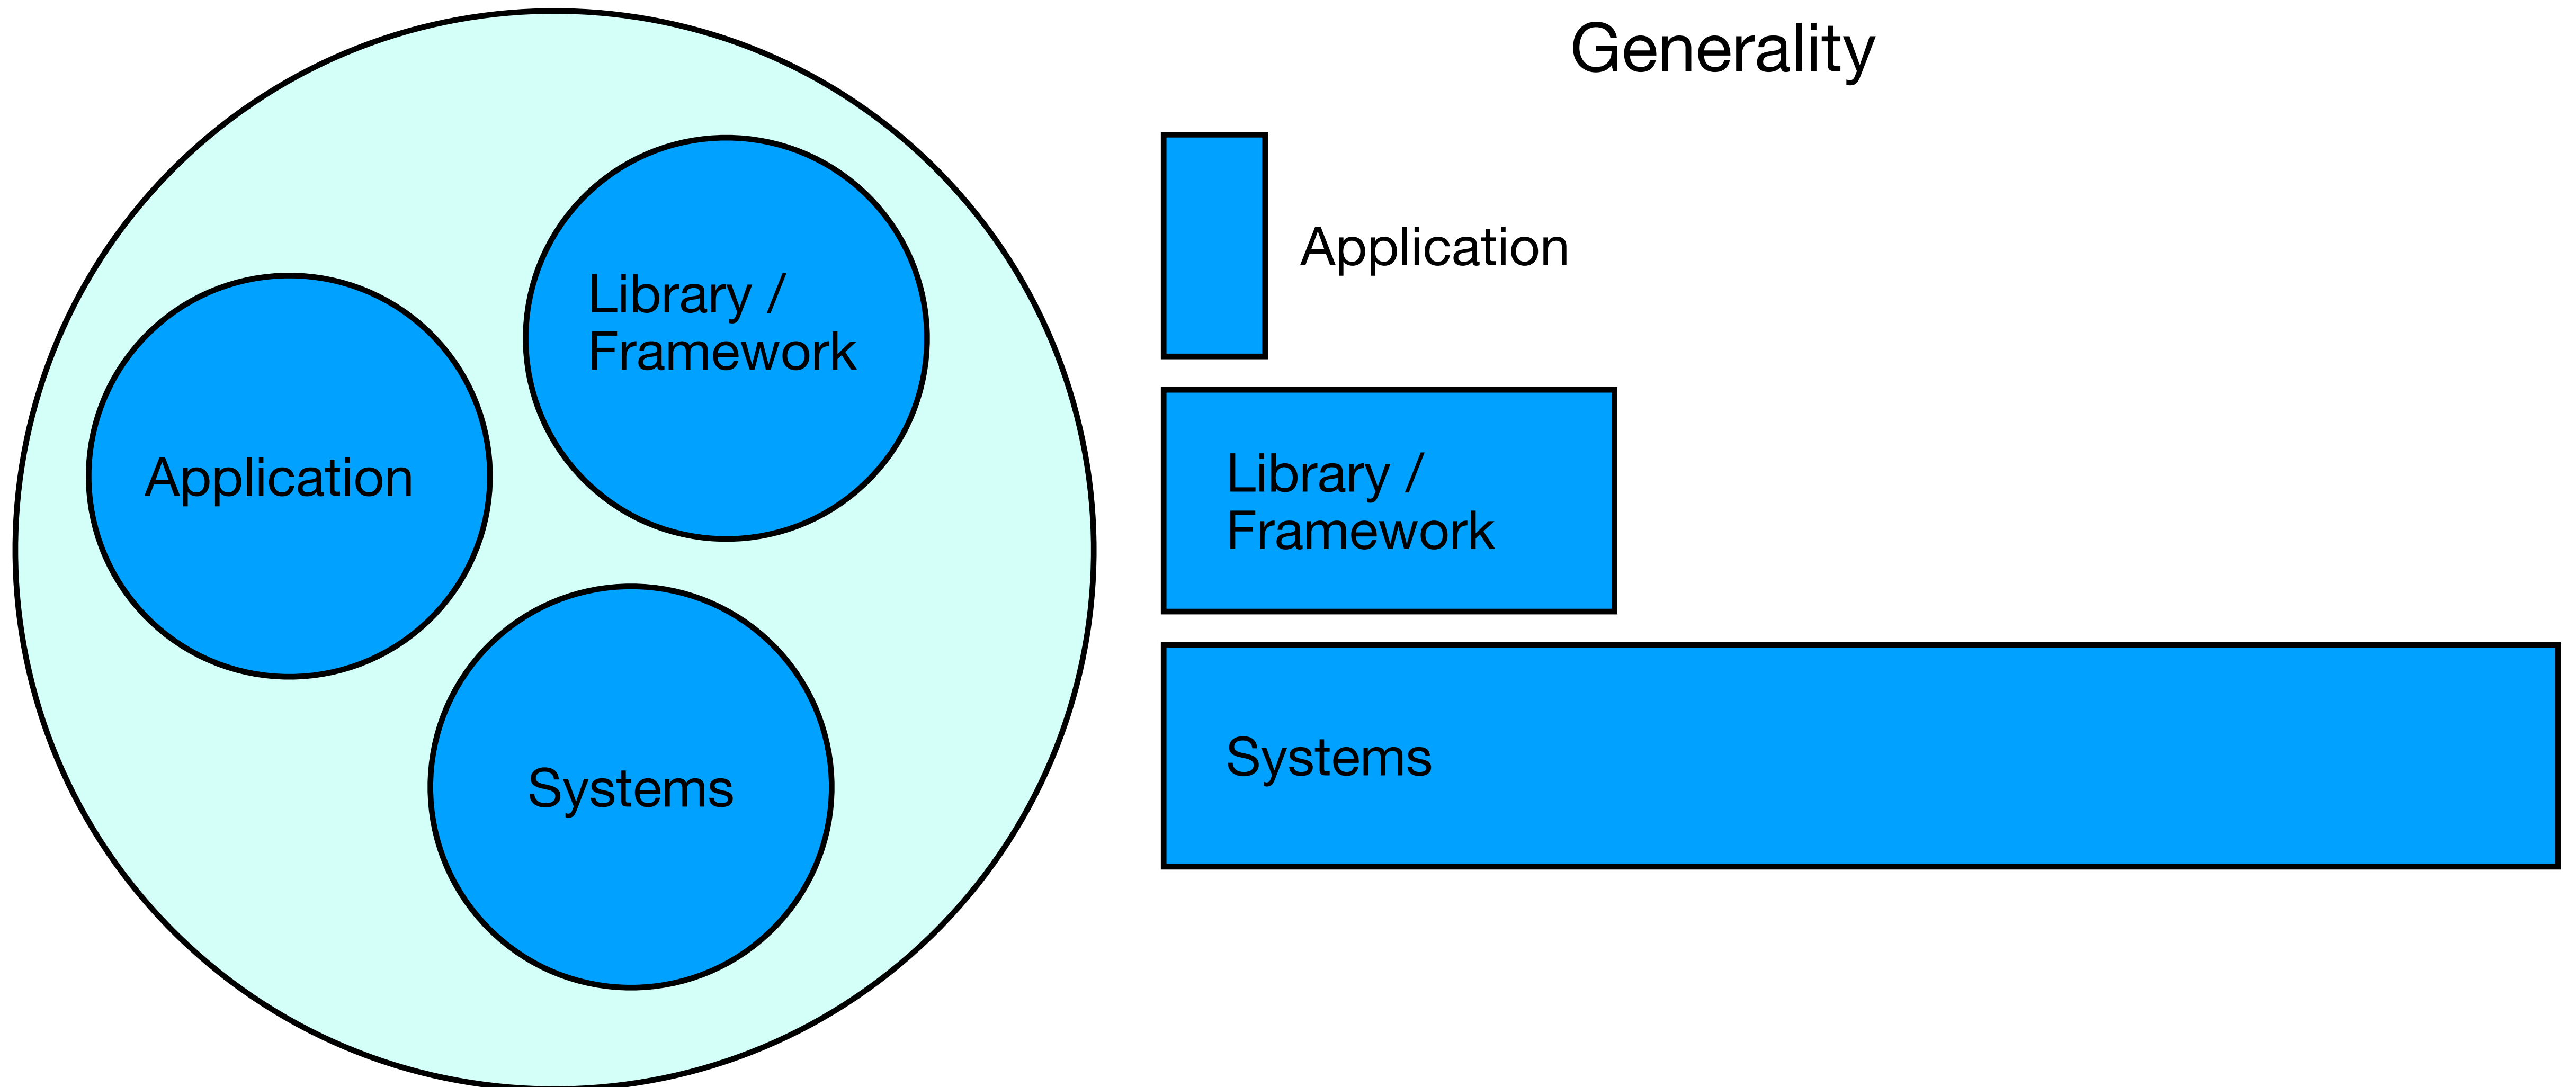 Library /
Framework
Application
Systems
Generality
Application
Library /
Framework
Systems